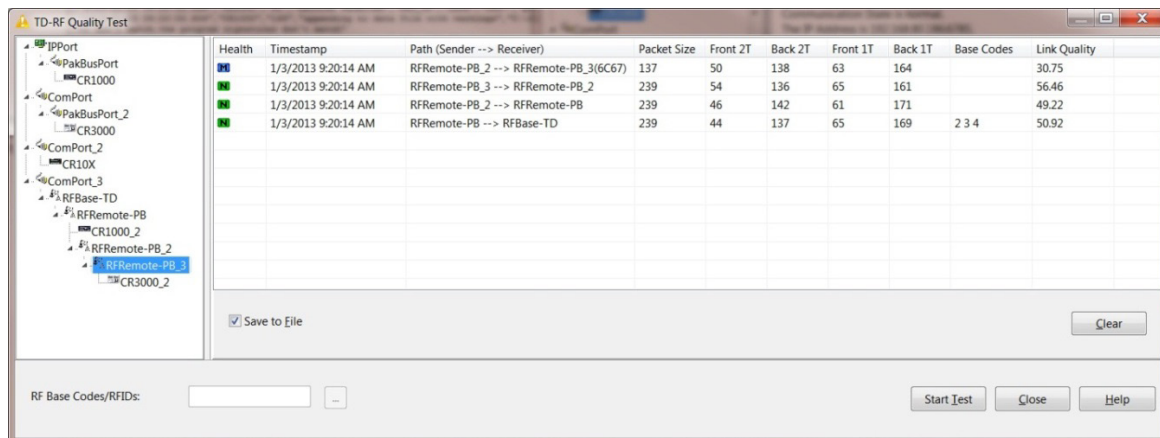 TD-RF Quality Test
IPPort
PakBusPort
CR1000
ComPort
PakBusPort_2
CR3000
ComPort_2
CR10X
ComPort_3
RFBase-TD
RFRemote-PB
CR1000_2
RFRemote-PB_2
RFRemote-PB_3
CR3000_2
Health Timestamp Path (Sender --> Receiver) Packet Size Front 2T Back 2T Front 1T Back 1T Base Codes Link Quality
M 1/3/2013 9:20:14 AM RFRemote-PB_2 --> RFRemote-PB_3(6C67) 137 50 138 63 164 30.75
N 1/3/2013 9:20:14 AM RFRemote-PB_3 --> RFRemote-PB_2 239 54 136 65 161 56.46
N 1/3/2013 9:20:14 AM RFRemote-PB_2 --> RFRemote-PB 239 46 142 61 171 49.22
N 1/3/2013 9:20:14 AM RFRemote-PB --> RFBase-TD 239 44 137 65 169 2 3 4 50.92
Save to File
Clear
RF Base Codes/RFIDs:
...
Start Test Close Help